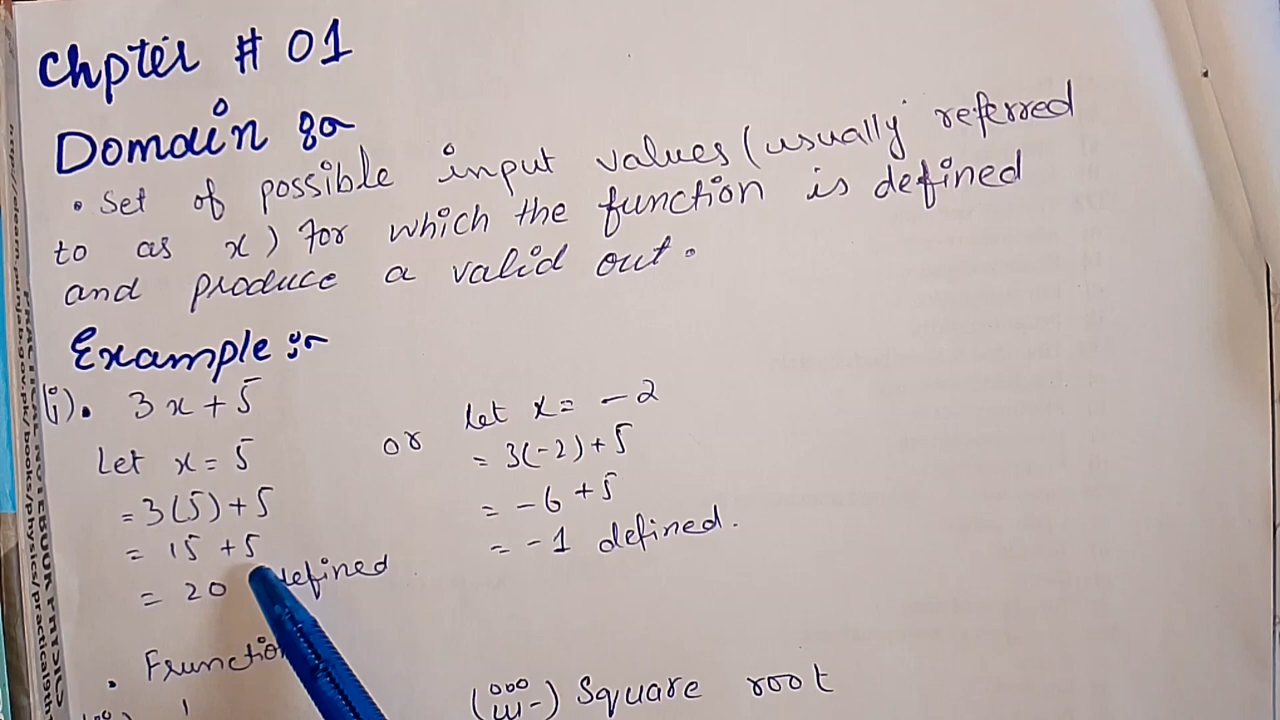 Chpter # 01
Domain :-
• Set of possible input values (usually referred
to as x) for which the function is defined
and produce a valid out.
Example :-
(i). 3x+5
Let x = 5
= 3(5)+5
= 15 +5
= 20 defined
or
let x = -2
= 3(-2)+5
= -6 +5
= -1 defined.
• Frunction
(iii-) Square root